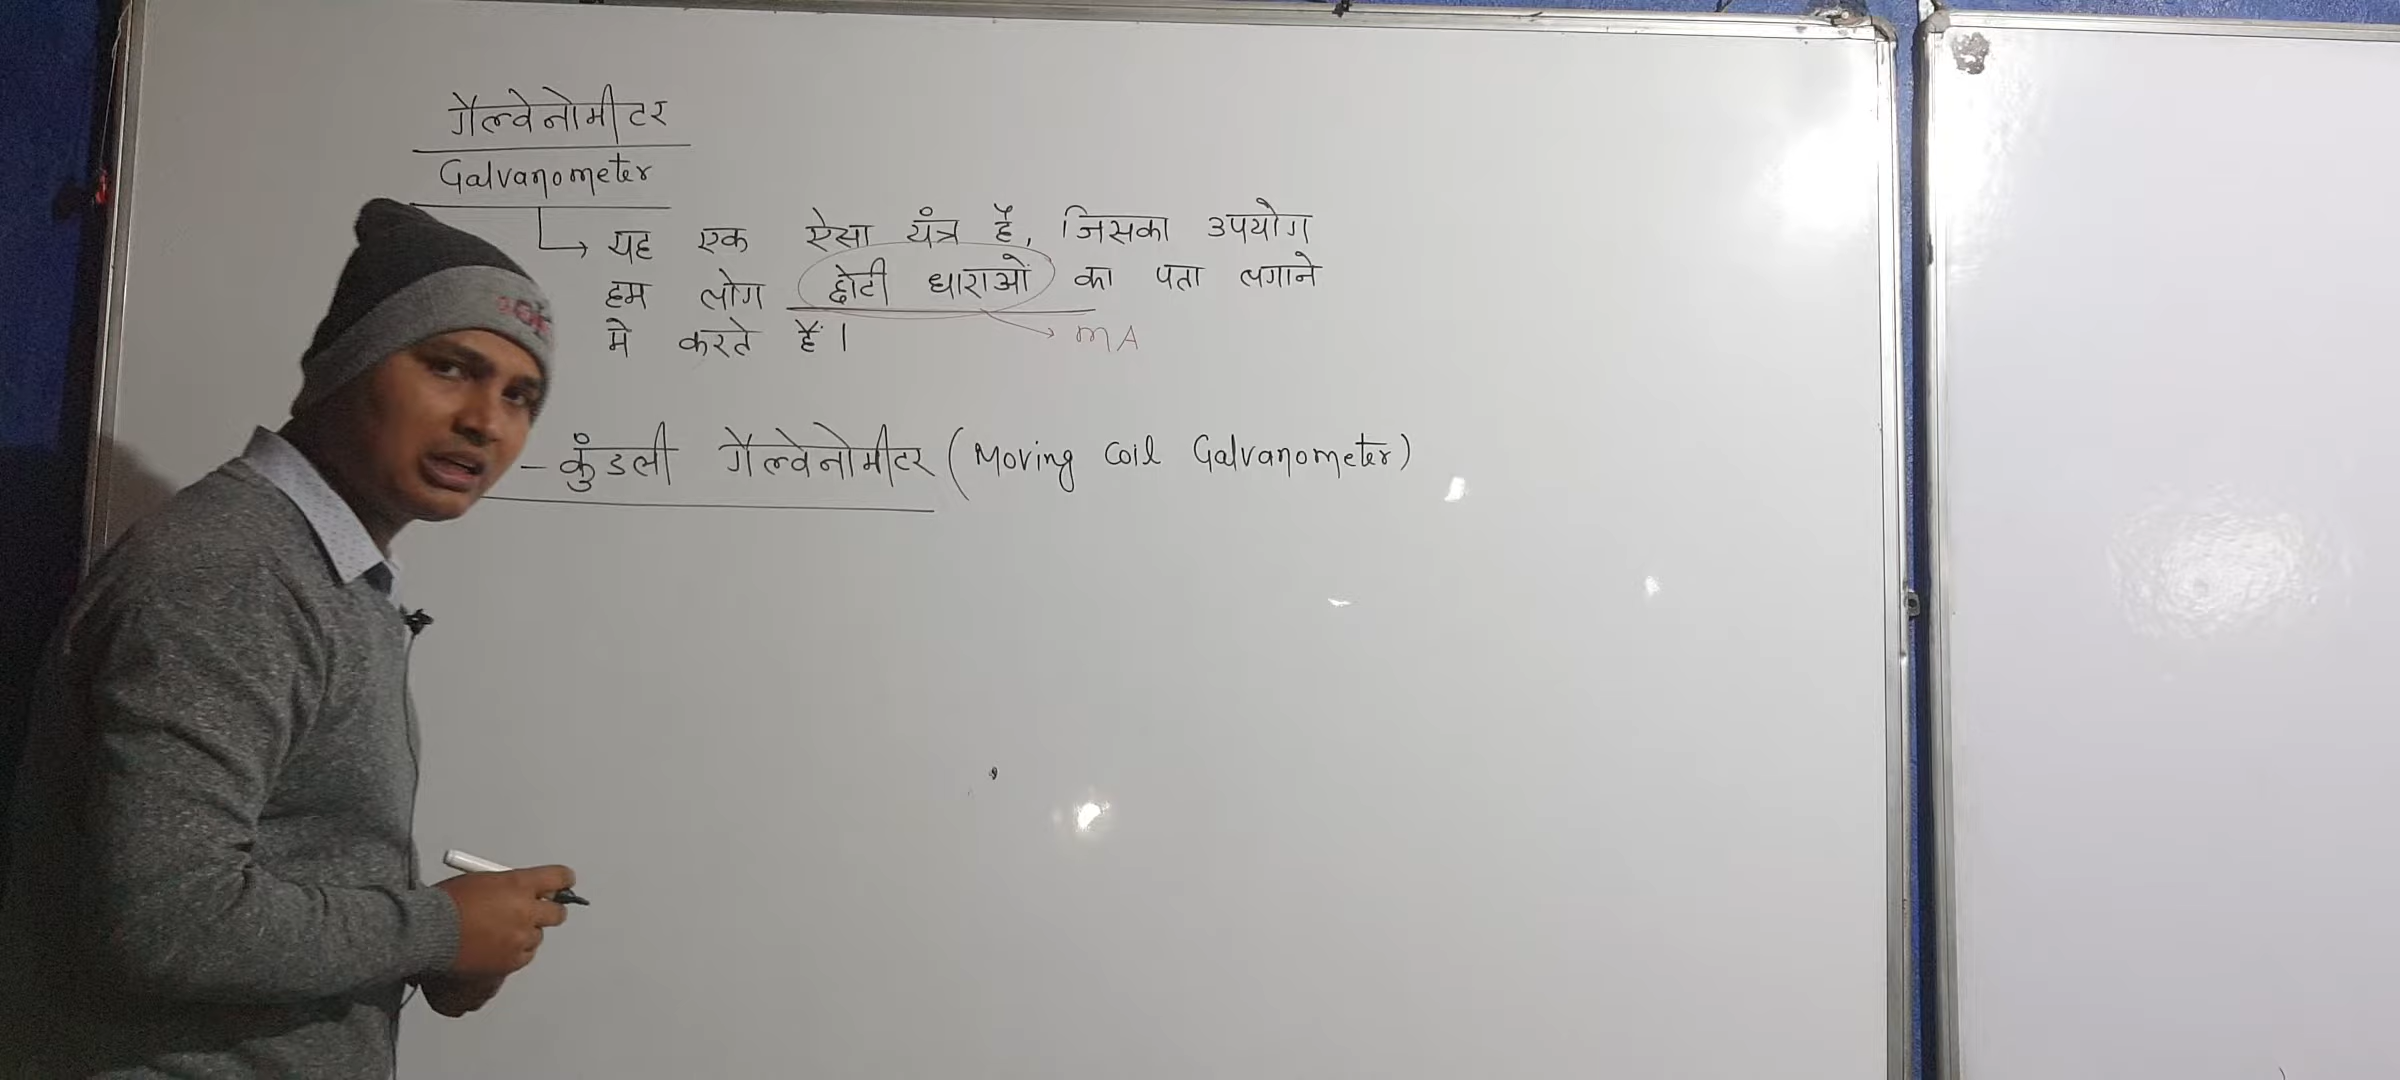 गैल्वेनोमीटर
Galvanometer
→ यह एक ऐसा यंत्र है, जिसका उपयोग
हम लोग छोटी धाराओं का पता लगाने
मे करते हैं।
→ mA
– कुंडली गैल्वेनोमीटर (Moving Coil Galvanometer)